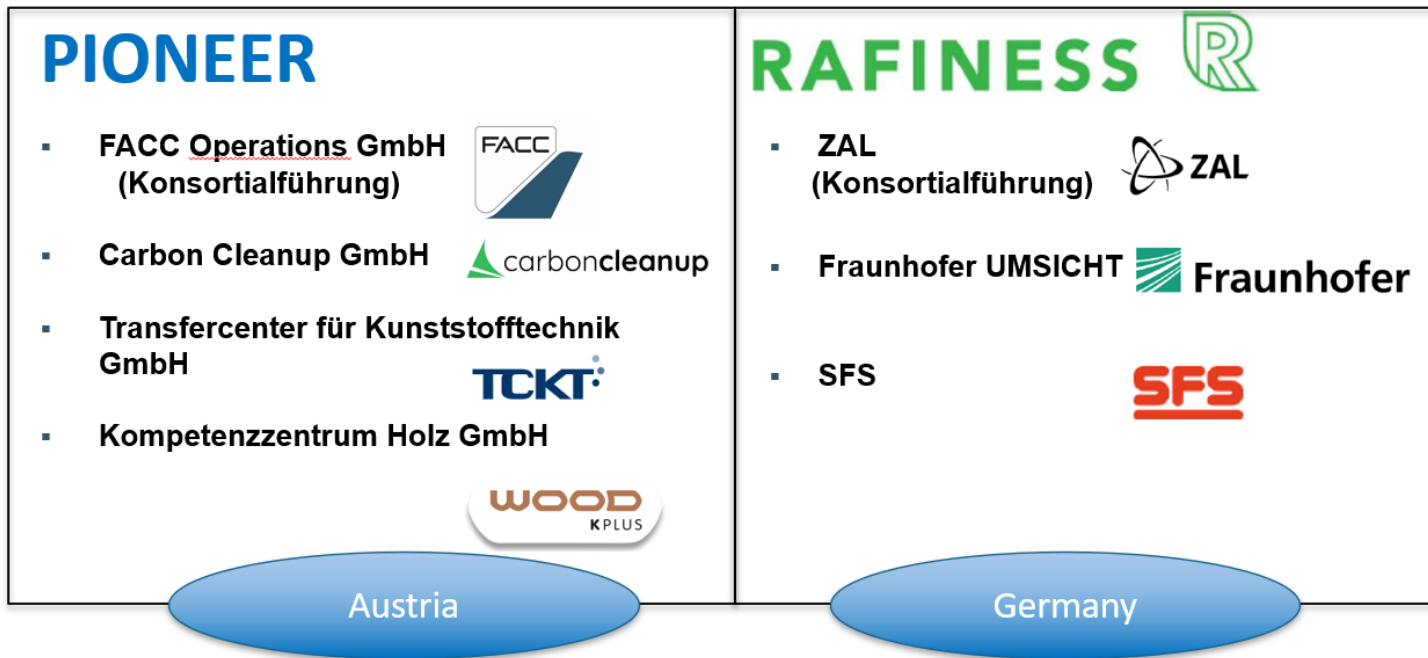 PIONEER
▪ FACC Operations GmbH
(Konsortialführung)
FACC
▪ Carbon Cleanup GmbH
carboncleanup
▪ Transfercenter für Kunststofftechnik
GmbH
TCKT
▪ Kompetenzzentrum Holz GmbH
WOOD
KPLUS
Austria
RAFINESS R
▪ ZAL
(Konsortialführung)
ZAL
▪ Fraunhofer UMSICHT
Fraunhofer
▪ SFS
SFS
Germany